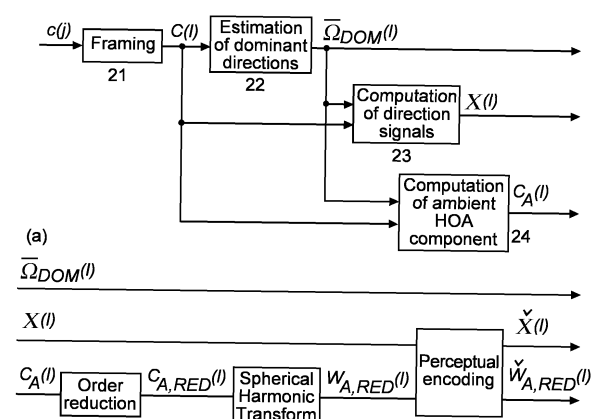 c(j)
Framing
21
C(l)
Estimation
of dominant
directions
22
Ω̅DOM(l)
Computation
of direction
signals
23
X(l)
Computation
of ambient
HOA
component
24
CA(l)
(a)
Ω̅DOM(l)
X(l)
CA(l)
Order
reduction
CA,RED(l)
Spherical
Harmonic
Transform
WA,RED(l)
Perceptual
encoding
X̌(l)
W̌A,RED(l)